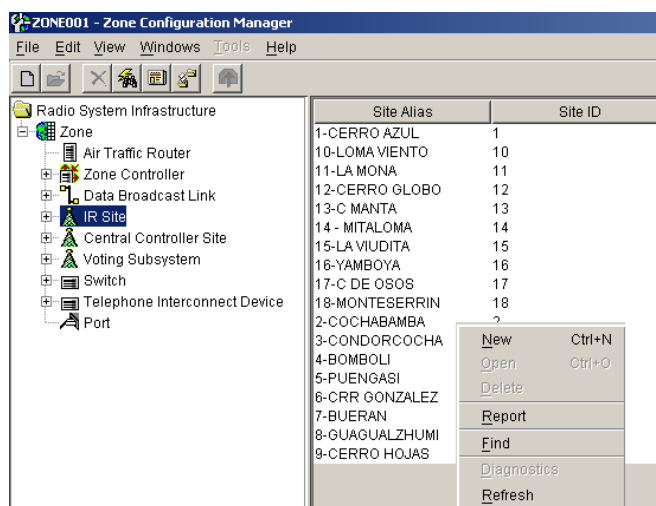 ZONE001 - Zone Configuration Manager
File Edit View Windows Tools Help
Radio System Infrastructure
Zone
Air Traffic Router
Zone Controller
Data Broadcast Link
IR Site
Central Controller Site
Voting Subsystem
Switch
Telephone Interconnect Device
Port
Site Alias Site ID
1-CERRO AZUL 1
10-LOMA VIENTO 10
11-LA MONA 11
12-CERRO GLOBO 12
13-C MANTA 13
14 - MITALOMA 14
15-LA VIUDITA 15
16-YAMBOYA 16
17-C DE OSOS 17
18-MONTESERRIN 18
2-COCHABAMBA 2
3-CONDORCOCHA
4-BOMBOLI
5-PUENGASI
6-CRR GONZALEZ
7-BUERAN
8-GUAGUALZHUMI
9-CERRO HOJAS
New Ctrl+N
Open Ctrl+O
Delete
Report
Find
Diagnostics
Refresh